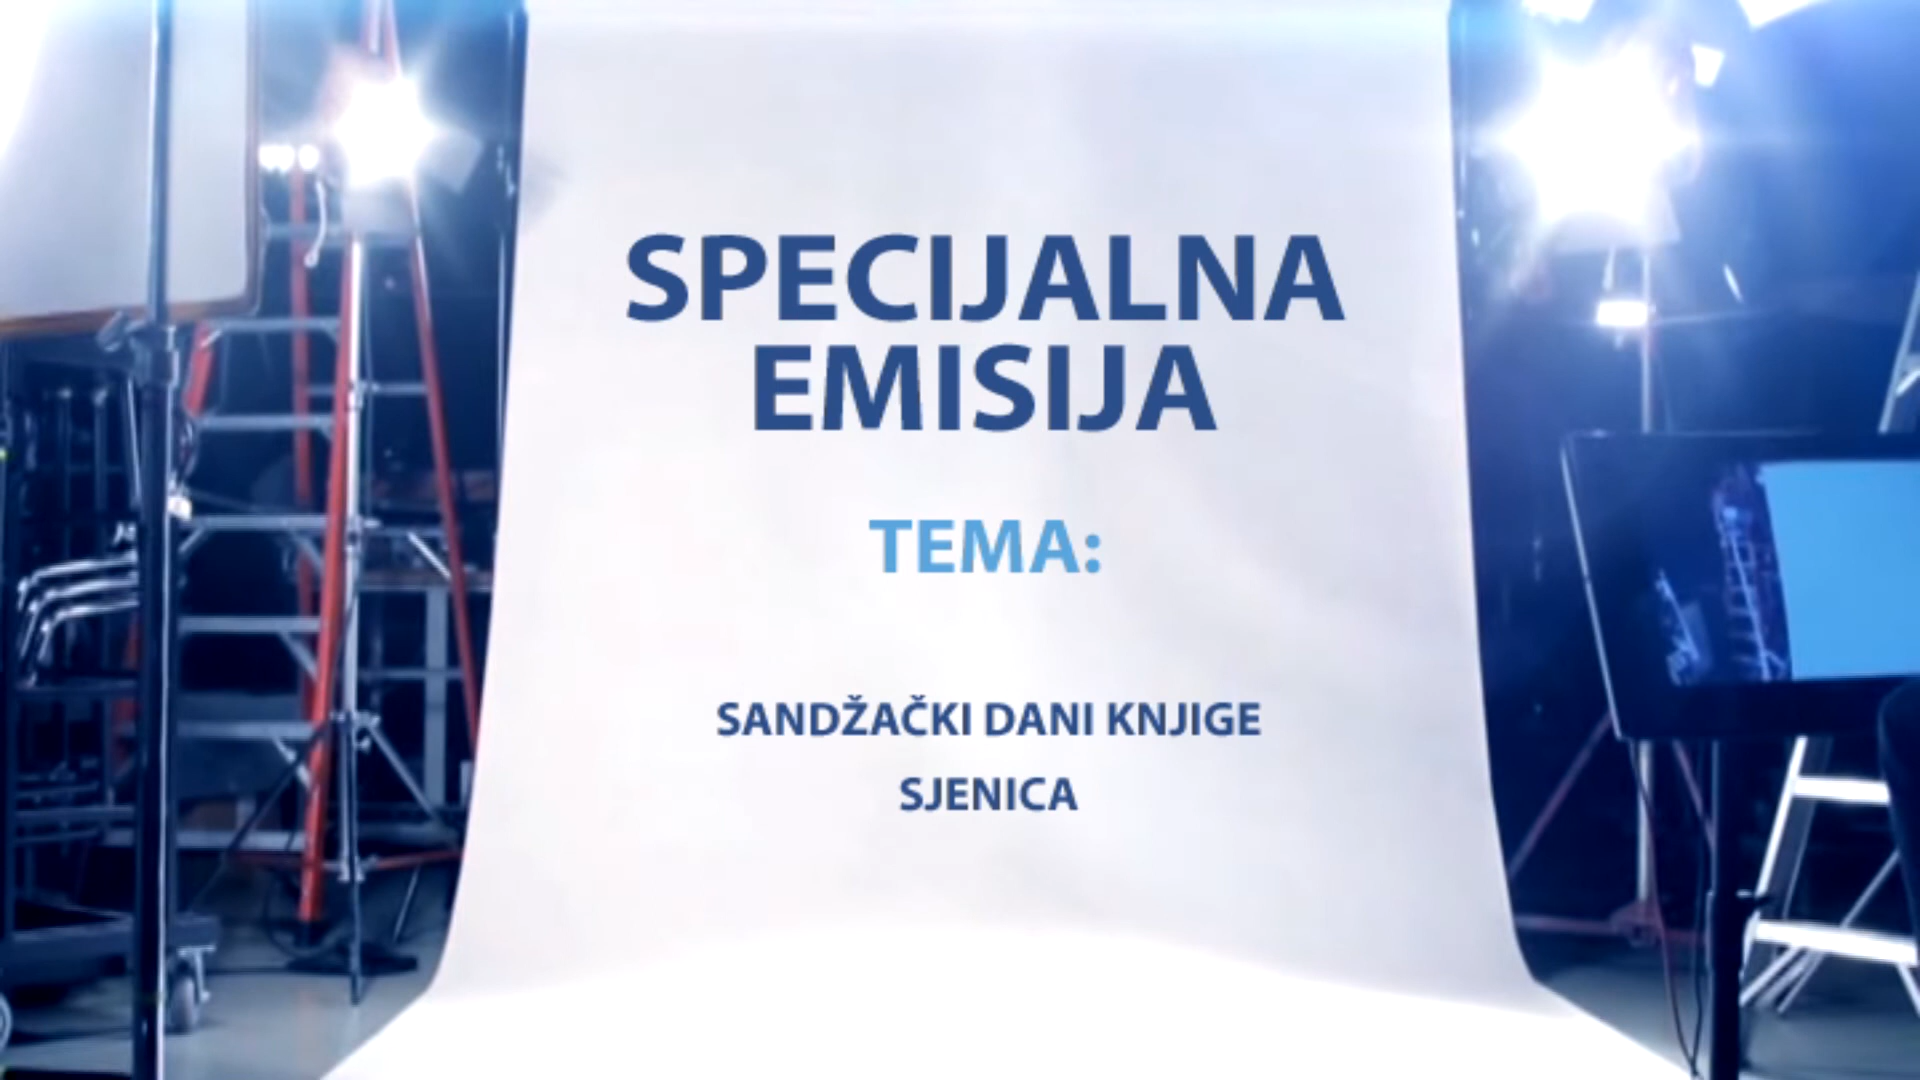 SPECIJALNA
EMISIJA
TEMA:
SANDŽAČKI DANI KNJIGE
SJENICA